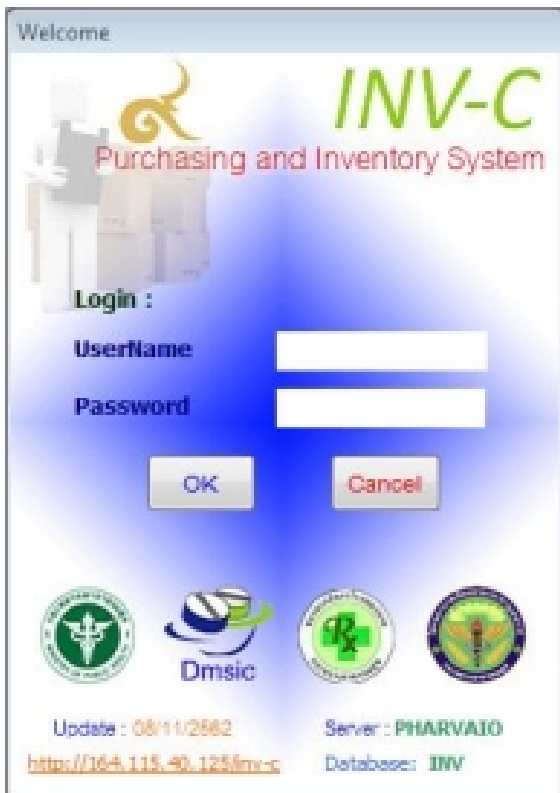 Welcome
INV-C
Purchasing and Inventory System
Login :
UserName
Password
OK
Cancel
Dmsic
Update : 08/11/2562
Server : PHARVAIO
http://164.115.40.125/inv-c
Database: INV